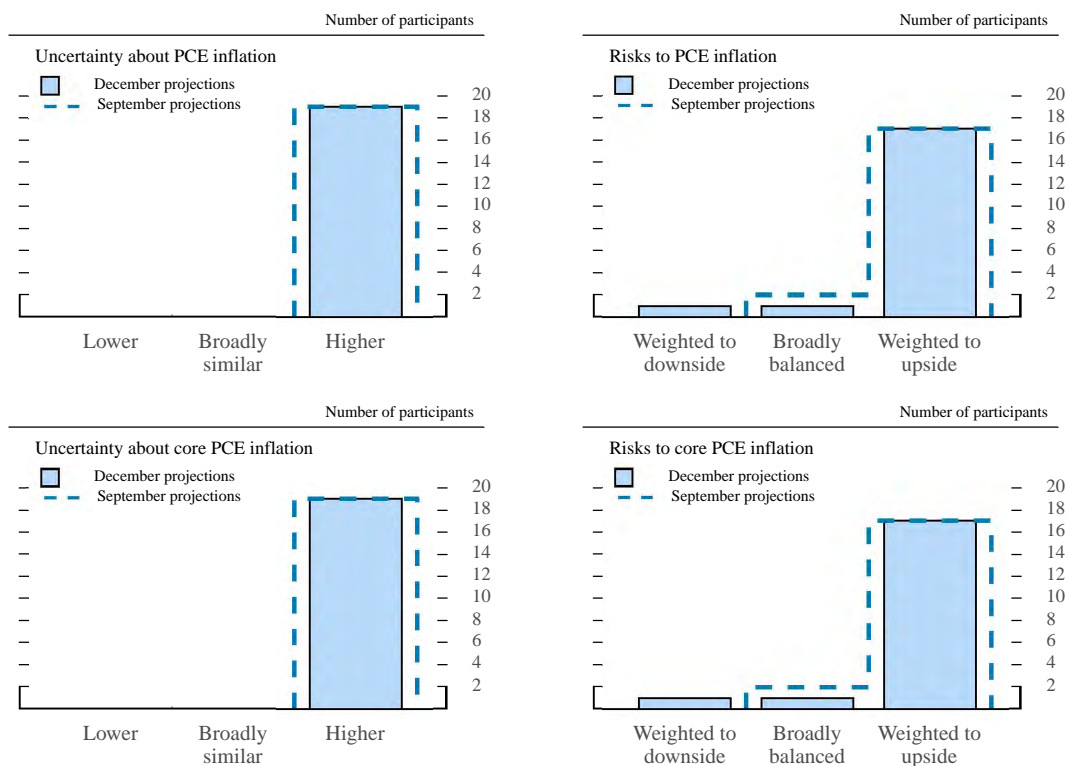 Number of participants
Uncertainty about PCE inflation
December projections
September projections
20
18
16
14
12
10
8
6
4
2
Lower
Broadly
similar
Higher
Number of participants
Risks to PCE inflation
December projections
September projections
20
18
16
14
12
10
8
6
4
2
Weighted to
downside
Broadly
balanced
Weighted to
upside
Number of participants
Uncertainty about core PCE inflation
December projections
September projections
20
18
16
14
12
10
8
6
4
2
Lower
Broadly
similar
Higher
Number of participants
Risks to core PCE inflation
December projections
September projections
20
18
16
14
12
10
8
6
4
2
Weighted to
downside
Broadly
balanced
Weighted to
upside